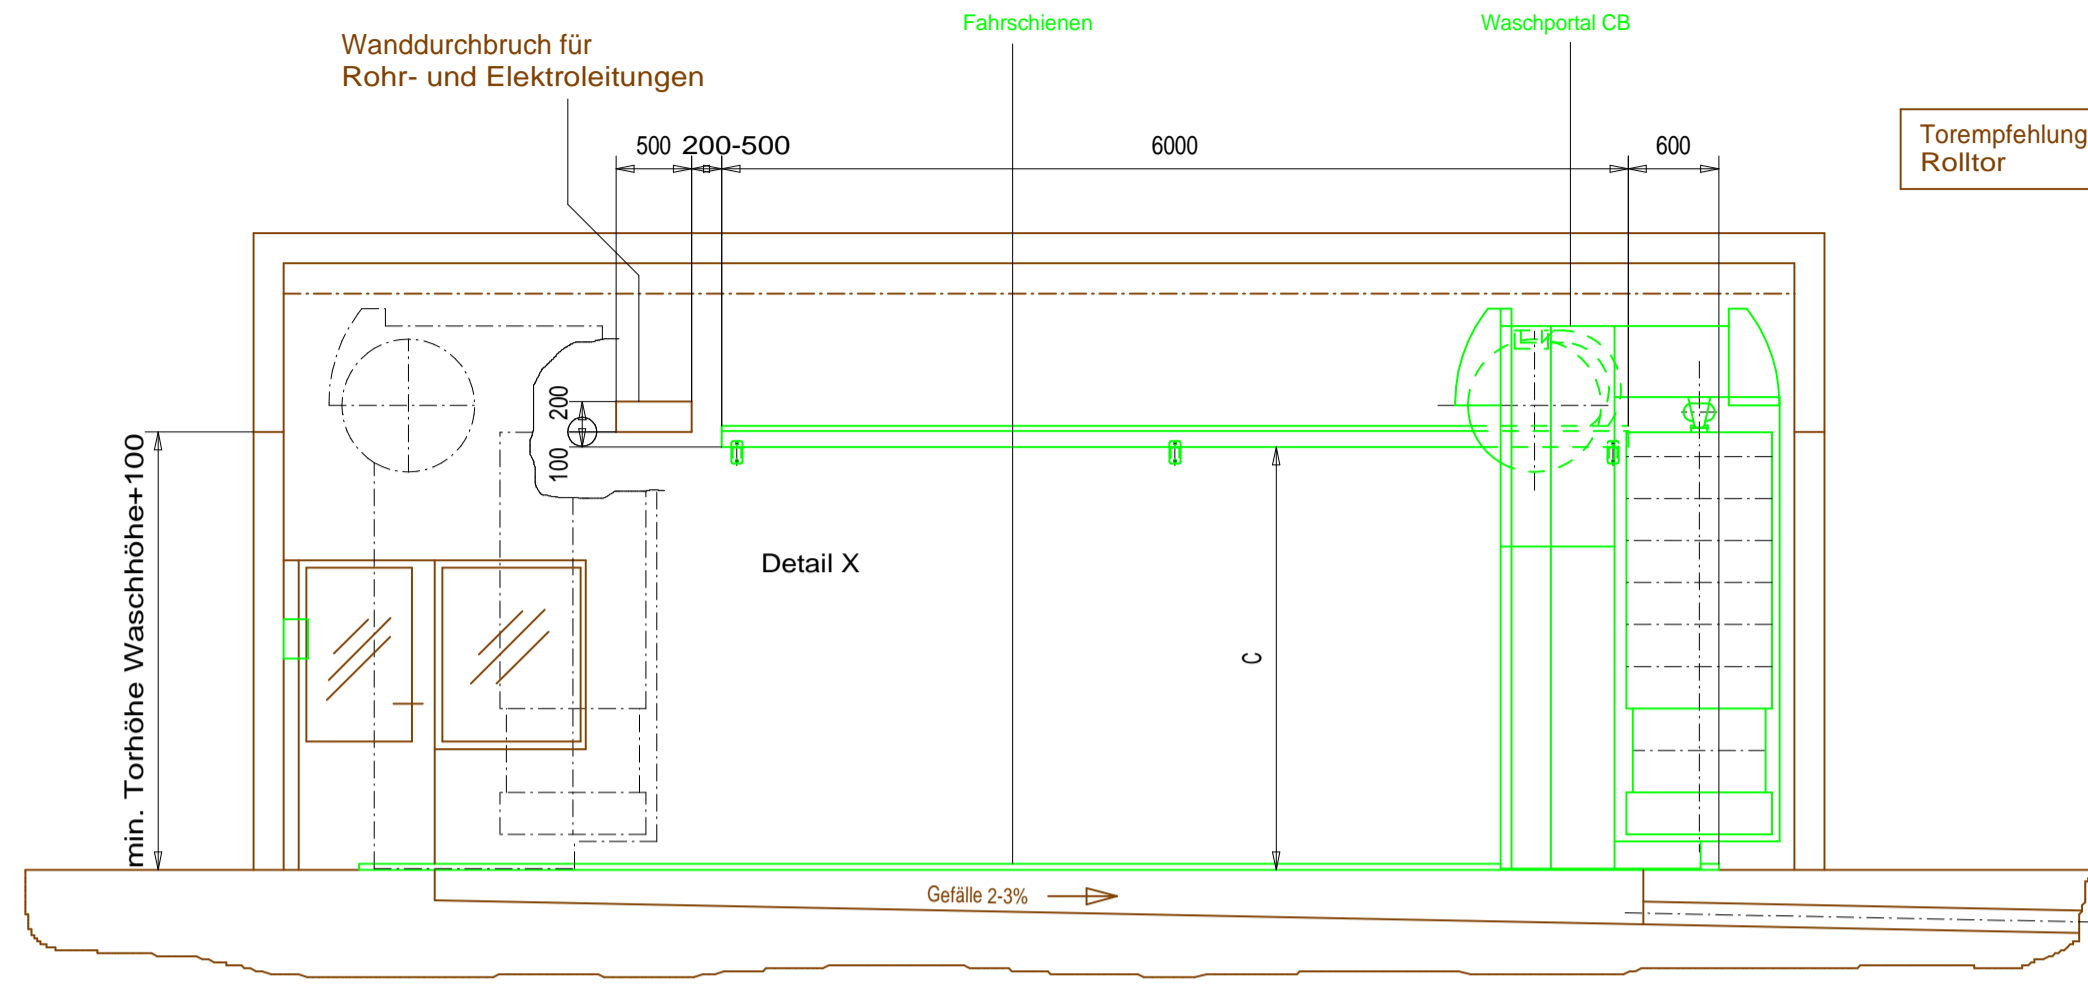 Fahrschienen
Waschportal CB
Wanddurchbruch für
Rohr- und Elektroleitungen
Torempfehlung
Rolltor
500
200-500
6000
600
200
100
min. Torhöhe Waschhöhe+100
Detail X
C
Gefälle 2-3%